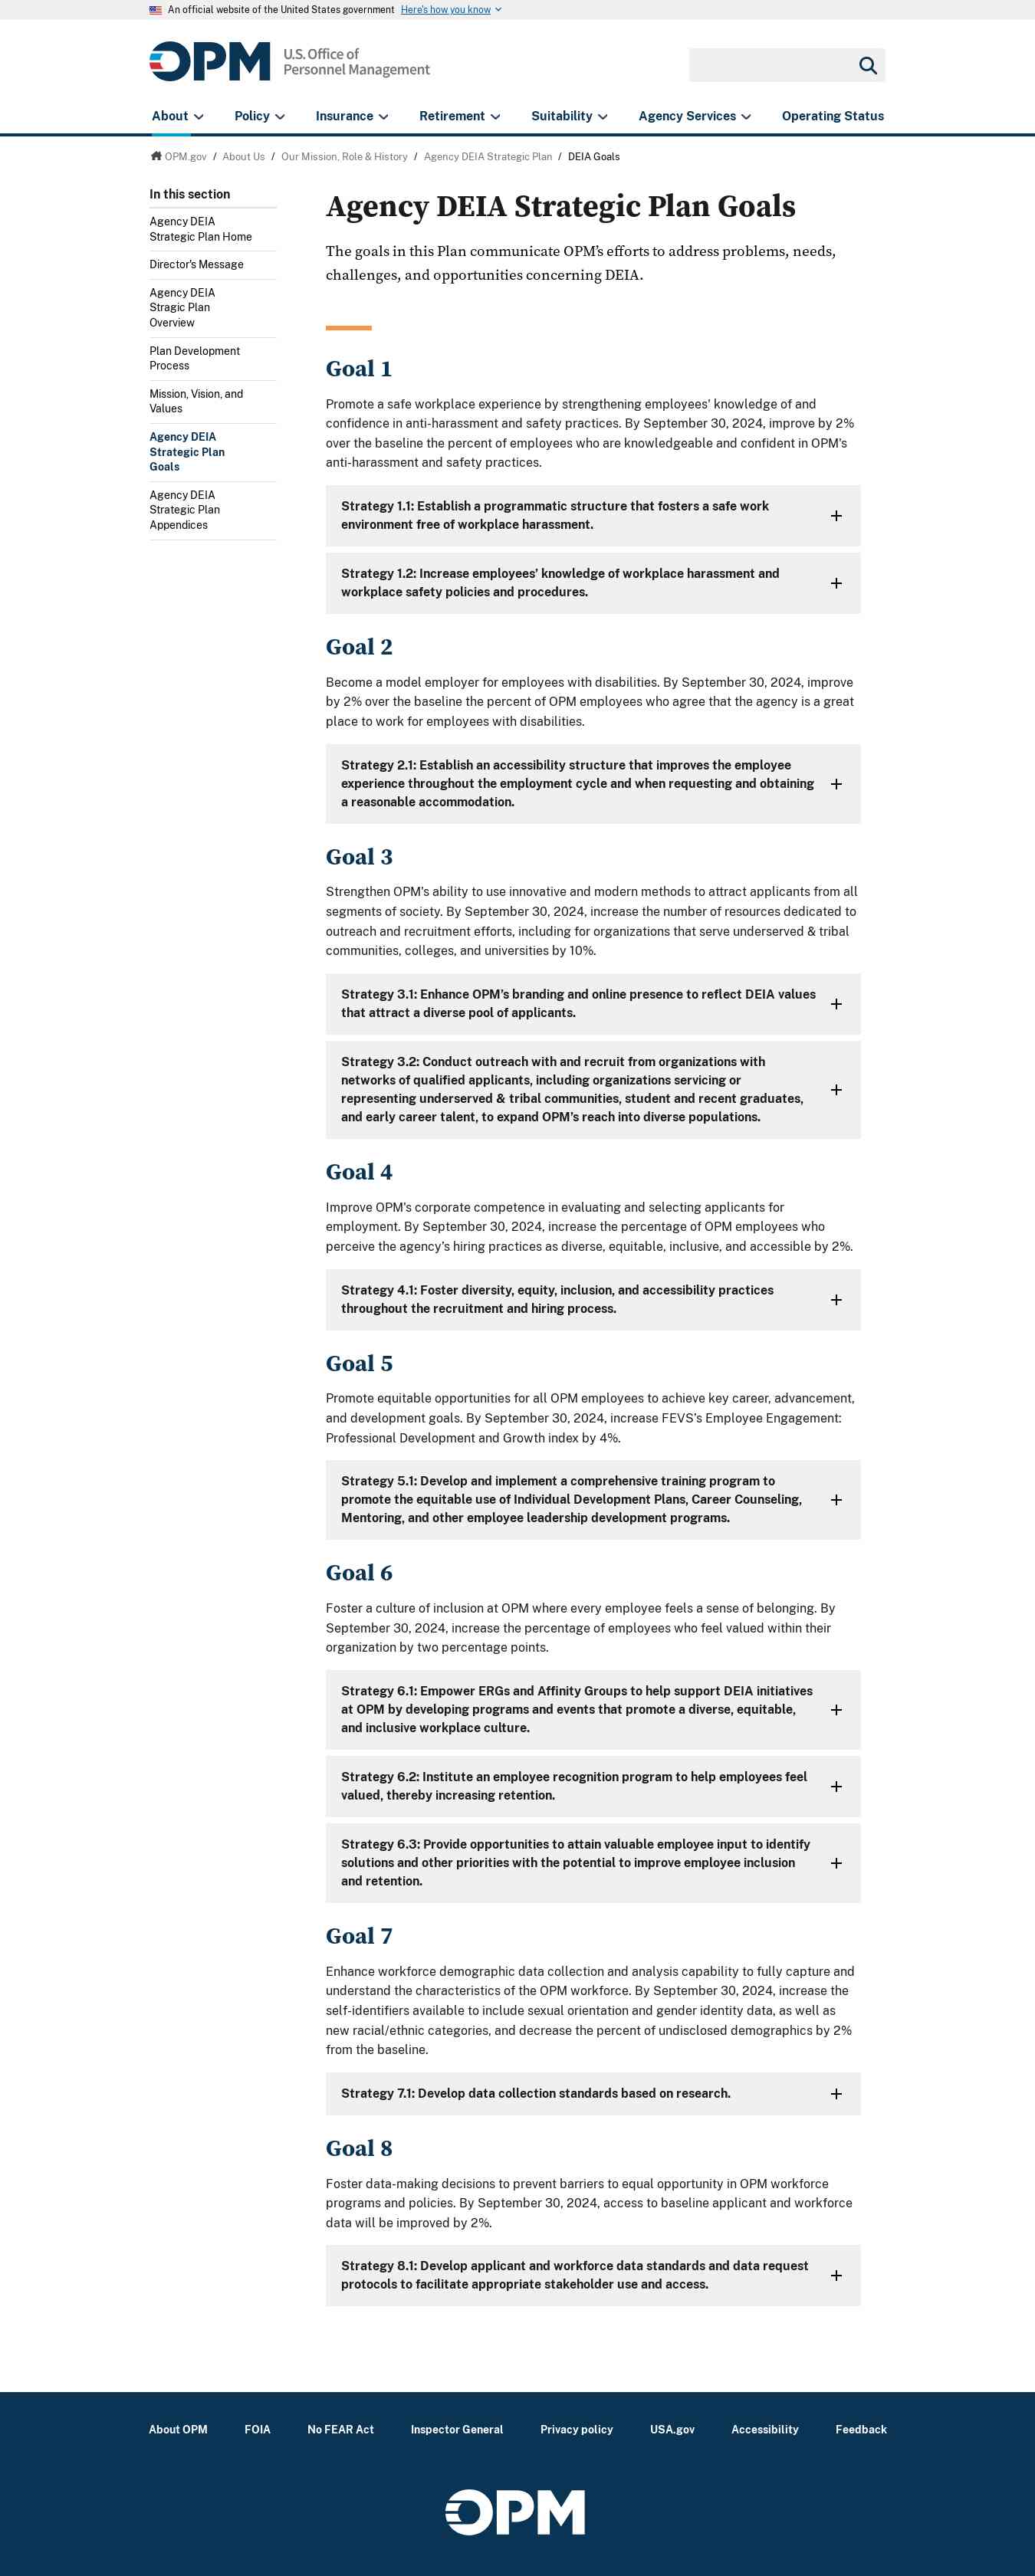 An official website of the United States government Here's how you know
OPM U.S. Office of
Personnel Management
About Policy Insurance Retirement Suitability Agency Services Operating Status
OPM.gov / About Us / Our Mission, Role & History / Agency DEIA Strategic Plan / DEIA Goals
In this section
Agency DEIA
Strategic Plan Home
Director's Message
Agency DEIA
Stragic Plan
Overview
Plan Development
Process
Mission, Vision, and
Values
Agency DEIA
Strategic Plan
Goals
Agency DEIA
Strategic Plan
Appendices
Agency DEIA Strategic Plan Goals
The goals in this Plan communicate OPM’s efforts to address problems, needs,
challenges, and opportunities concerning DEIA.
Goal 1
Promote a safe workplace experience by strengthening employees' knowledge of and
confidence in anti-harassment and safety practices. By September 30, 2024, improve by 2%
over the baseline the percent of employees who are knowledgeable and confident in OPM's
anti-harassment and safety practices.
Strategy 1.1: Establish a programmatic structure that fosters a safe work
environment free of workplace harassment.
Strategy 1.2: Increase employees’ knowledge of workplace harassment and
workplace safety policies and procedures.
Goal 2
Become a model employer for employees with disabilities. By September 30, 2024, improve
by 2% over the baseline the percent of OPM employees who agree that the agency is a great
place to work for employees with disabilities.
Strategy 2.1: Establish an accessibility structure that improves the employee
experience throughout the employment cycle and when requesting and obtaining
a reasonable accommodation.
Goal 3
Strengthen OPM's ability to use innovative and modern methods to attract applicants from all
segments of society. By September 30, 2024, increase the number of resources dedicated to
outreach and recruitment efforts, including for organizations that serve underserved & tribal
communities, colleges, and universities by 10%.
Strategy 3.1: Enhance OPM’s branding and online presence to reflect DEIA values
that attract a diverse pool of applicants.
Strategy 3.2: Conduct outreach with and recruit from organizations with
networks of qualified applicants, including organizations servicing or
representing underserved & tribal communities, student and recent graduates,
and early career talent, to expand OPM’s reach into diverse populations.
Goal 4
Improve OPM's corporate competence in evaluating and selecting applicants for
employment. By September 30, 2024, increase the percentage of OPM employees who
perceive the agency's hiring practices as diverse, equitable, inclusive, and accessible by 2%.
Strategy 4.1: Foster diversity, equity, inclusion, and accessibility practices
throughout the recruitment and hiring process.
Goal 5
Promote equitable opportunities for all OPM employees to achieve key career, advancement,
and development goals. By September 30, 2024, increase FEVS’s Employee Engagement:
Professional Development and Growth index by 4%.
Strategy 5.1: Develop and implement a comprehensive training program to
promote the equitable use of Individual Development Plans, Career Counseling,
Mentoring, and other employee leadership development programs.
Goal 6
Foster a culture of inclusion at OPM where every employee feels a sense of belonging. By
September 30, 2024, increase the percentage of employees who feel valued within their
organization by two percentage points.
Strategy 6.1: Empower ERGs and Affinity Groups to help support DEIA initiatives
at OPM by developing programs and events that promote a diverse, equitable,
and inclusive workplace culture.
Strategy 6.2: Institute an employee recognition program to help employees feel
valued, thereby increasing retention.
Strategy 6.3: Provide opportunities to attain valuable employee input to identify
solutions and other priorities with the potential to improve employee inclusion
and retention.
Goal 7
Enhance workforce demographic data collection and analysis capability to fully capture and
understand the characteristics of the OPM workforce. By September 30, 2024, increase the
self-identifiers available to include sexual orientation and gender identity data, as well as
new racial/ethnic categories, and decrease the percent of undisclosed demographics by 2%
from the baseline.
Strategy 7.1: Develop data collection standards based on research.
Goal 8
Foster data-making decisions to prevent barriers to equal opportunity in OPM workforce
programs and policies. By September 30, 2024, access to baseline applicant and workforce
data will be improved by 2%.
Strategy 8.1: Develop applicant and workforce data standards and data request
protocols to facilitate appropriate stakeholder use and access.
About OPM FOIA No FEAR Act Inspector General Privacy policy USA.gov Accessibility Feedback
OPM